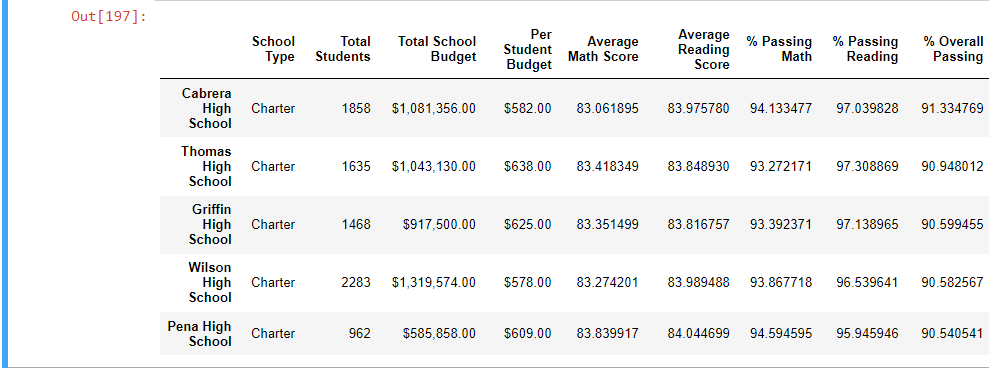 Out[197]:
School Type Total Students Total School Budget Per Student Budget Average Math Score Average Reading Score % Passing Math % Passing Reading % Overall Passing
Cabrera High School Charter 1858 $1,081,356.00 $582.00 83.061895 83.975780 94.133477 97.039828 91.334769
Thomas High School Charter 1635 $1,043,130.00 $638.00 83.418349 83.848930 93.272171 97.308869 90.948012
Griffin High School Charter 1468 $917,500.00 $625.00 83.351499 83.816757 93.392371 97.138965 90.599455
Wilson High School Charter 2283 $1,319,574.00 $578.00 83.274201 83.989488 93.867718 96.539641 90.582567
Pena High School Charter 962 $585,858.00 $609.00 83.839917 84.044699 94.594595 95.945946 90.540541